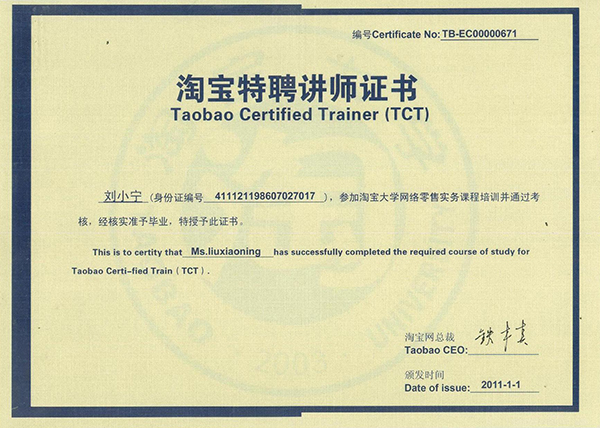 编号Certificate No: TB-EC00000671
淘宝特聘讲师证书
Taobao Certified Trainer (TCT)
刘小宁 (身份证编号 411121198607027017)，参加淘宝大学网络零售实务课程培训并通过考
核，经核实准予毕业，特授予此证书。
This is to certity that Ms.liuxiaoning has successfully completed the required course of study for
Taobao Certi-fied Train（TCT）.
淘宝网总裁
Taobao CEO:
颁发时间
Date of issue: 2011-1-1